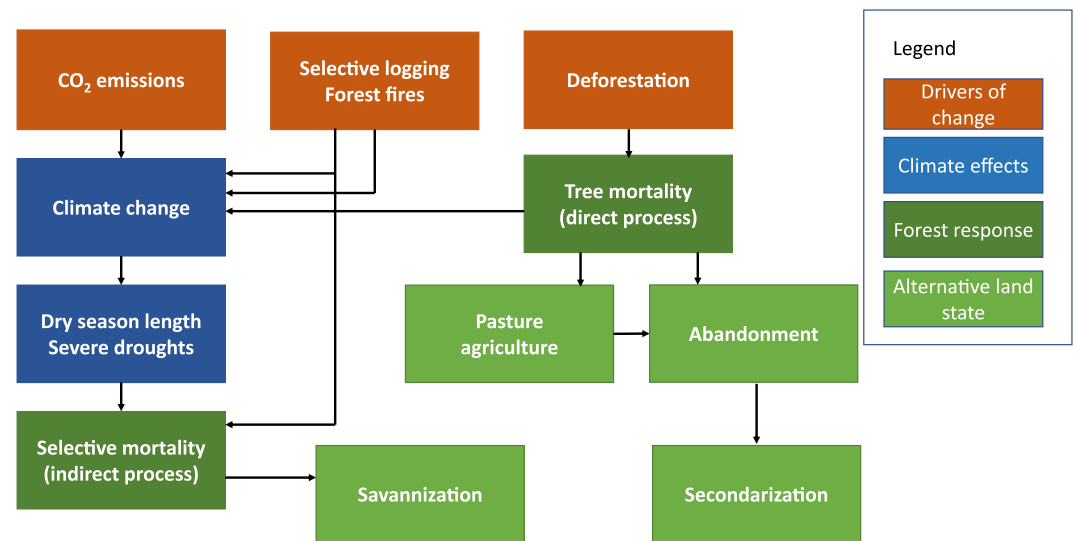 CO₂ emissions
Selective logging
Forest fires
Deforestation
Legend
Drivers of
change
Climate effects
Forest response
Alternative land
state
Climate change
Tree mortality
(direct process)
Dry season length
Severe droughts
Pasture
agriculture
Abandonment
Selective mortality
(indirect process)
Savannization
Secondarization